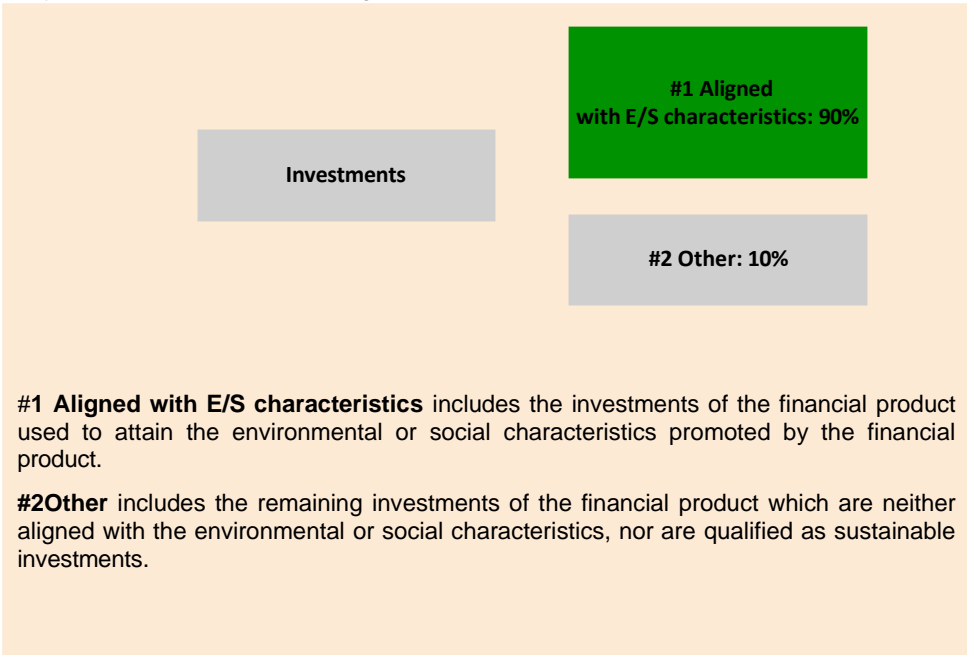 #1 Aligned
with E/S characteristics: 90%
Investments
#2 Other: 10%
#1 Aligned with E/S characteristics includes the investments of the financial product
used to attain the environmental or social characteristics promoted by the financial
product.
#2Other includes the remaining investments of the financial product which are neither
aligned with the environmental or social characteristics, nor are qualified as sustainable
investments.